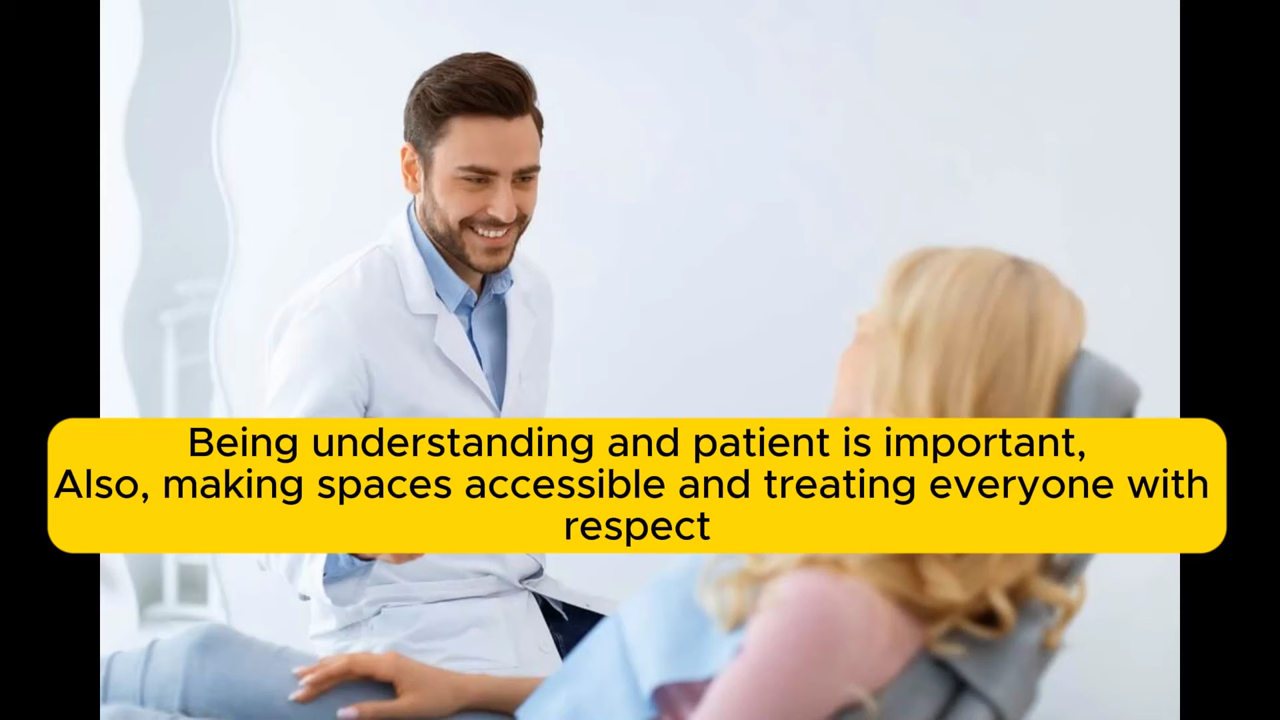 Being understanding and patient is important,
Also, making spaces accessible and treating everyone with
respect